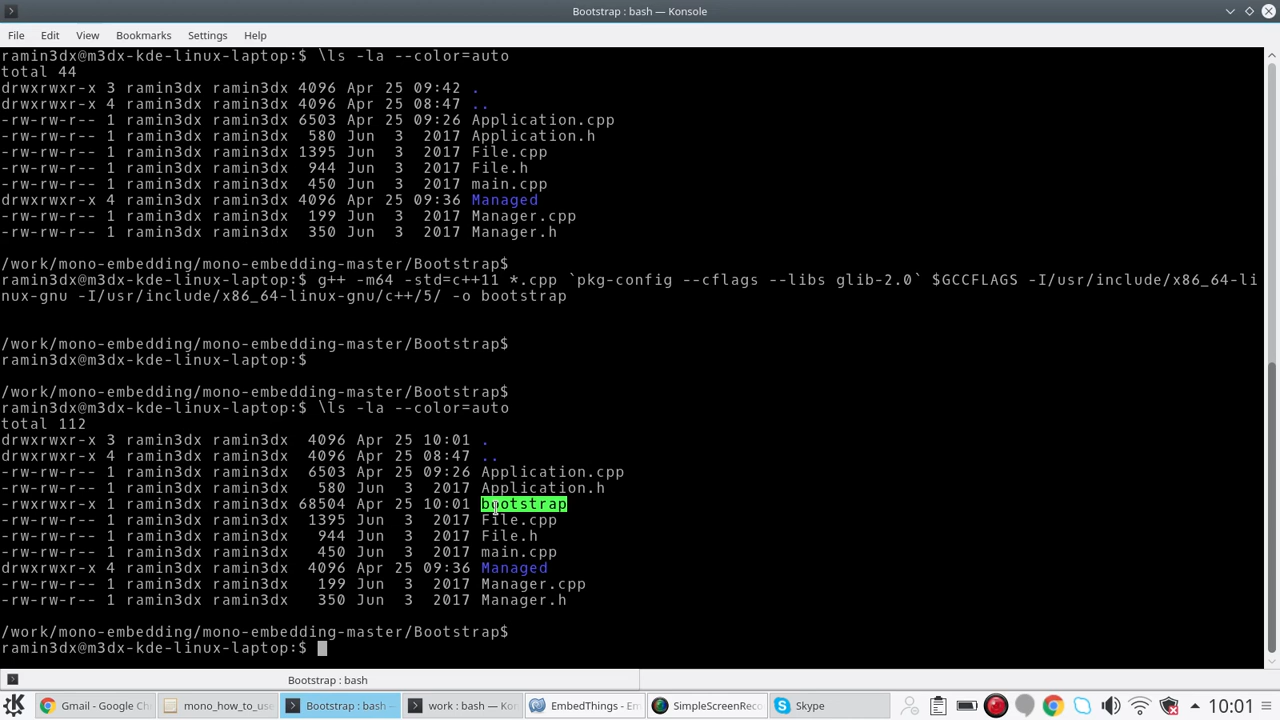 Bootstrap : bash — Konsole
File Edit View Bookmarks Settings Help
ramin3dx@m3dx-kde-linux-laptop:$ \ls -la --color=auto
total 44
drwxrwxr-x 3 ramin3dx ramin3dx 4096 Apr 25 09:42 .
drwxrwxr-x 4 ramin3dx ramin3dx 4096 Apr 25 08:47 ..
-rw-rw-r-- 1 ramin3dx ramin3dx 6503 Apr 25 09:26 Application.cpp
-rw-rw-r-- 1 ramin3dx ramin3dx 580 Jun 3 2017 Application.h
-rw-rw-r-- 1 ramin3dx ramin3dx 1395 Jun 3 2017 File.cpp
-rw-rw-r-- 1 ramin3dx ramin3dx 944 Jun 3 2017 File.h
-rw-rw-r-- 1 ramin3dx ramin3dx 450 Jun 3 2017 main.cpp
drwxrwxr-x 4 ramin3dx ramin3dx 4096 Apr 25 09:36 Managed
-rw-rw-r-- 1 ramin3dx ramin3dx 199 Jun 3 2017 Manager.cpp
-rw-rw-r-- 1 ramin3dx ramin3dx 350 Jun 3 2017 Manager.h
/work/mono-embedding/mono-embedding-master/Bootstrap$
ramin3dx@m3dx-kde-linux-laptop:$ g++ -m64 -std=c++11 *.cpp `pkg-config --cflags --libs glib-2.0` $GCCFLAGS -I/usr/include/x86_64-li
nux-gnu -I/usr/include/x86_64-linux-gnu/c++/5/ -o bootstrap
/work/mono-embedding/mono-embedding-master/Bootstrap$
ramin3dx@m3dx-kde-linux-laptop:$
/work/mono-embedding/mono-embedding-master/Bootstrap$
ramin3dx@m3dx-kde-linux-laptop:$ \ls -la --color=auto
total 112
drwxrwxr-x 3 ramin3dx ramin3dx 4096 Apr 25 10:01 .
drwxrwxr-x 4 ramin3dx ramin3dx 4096 Apr 25 08:47 ..
-rw-rw-r-- 1 ramin3dx ramin3dx 6503 Apr 25 09:26 Application.cpp
-rw-rw-r-- 1 ramin3dx ramin3dx 580 Jun 3 2017 Application.h
-rwxrwxr-x 1 ramin3dx ramin3dx 68504 Apr 25 10:01 bootstrap
-rw-rw-r-- 1 ramin3dx ramin3dx 1395 Jun 3 2017 File.cpp
-rw-rw-r-- 1 ramin3dx ramin3dx 944 Jun 3 2017 File.h
-rw-rw-r-- 1 ramin3dx ramin3dx 450 Jun 3 2017 main.cpp
drwxrwxr-x 4 ramin3dx ramin3dx 4096 Apr 25 09:36 Managed
-rw-rw-r-- 1 ramin3dx ramin3dx 199 Jun 3 2017 Manager.cpp
-rw-rw-r-- 1 ramin3dx ramin3dx 350 Jun 3 2017 Manager.h
/work/mono-embedding/mono-embedding-master/Bootstrap$
ramin3dx@m3dx-kde-linux-laptop:$
Bootstrap : bash
Gmail - Google Ch mono_how_to_use Bootstrap : bash work : bash — Kon EmbedThings - Em SimpleScreenReco Skype 10:01